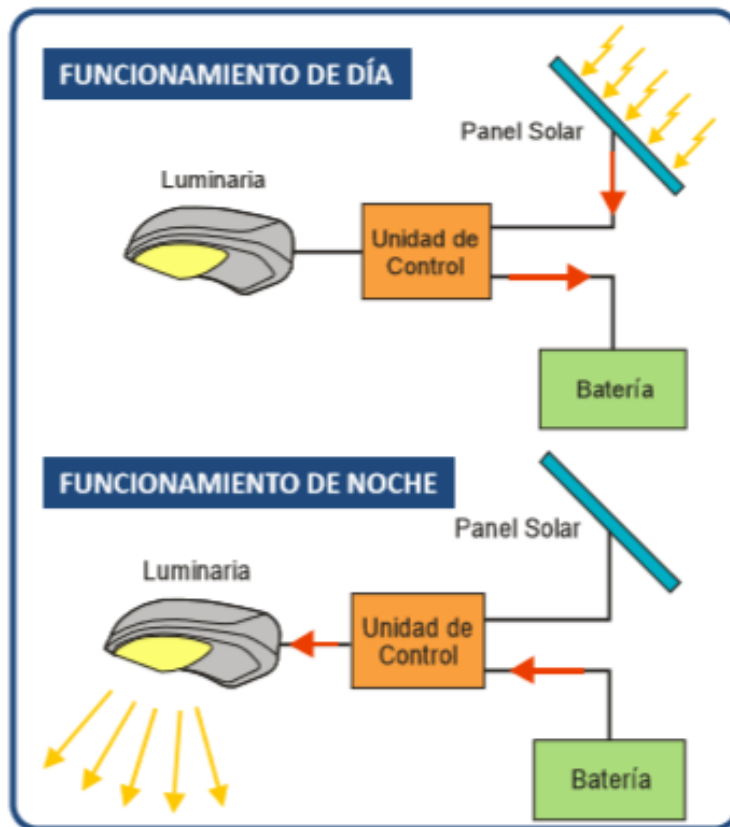 FUNCIONAMIENTO DE DÍA
Panel Solar
Luminaria
Unidad de
Control
Batería
FUNCIONAMIENTO DE NOCHE
Panel Solar
Luminaria
Unidad de
Control
Batería